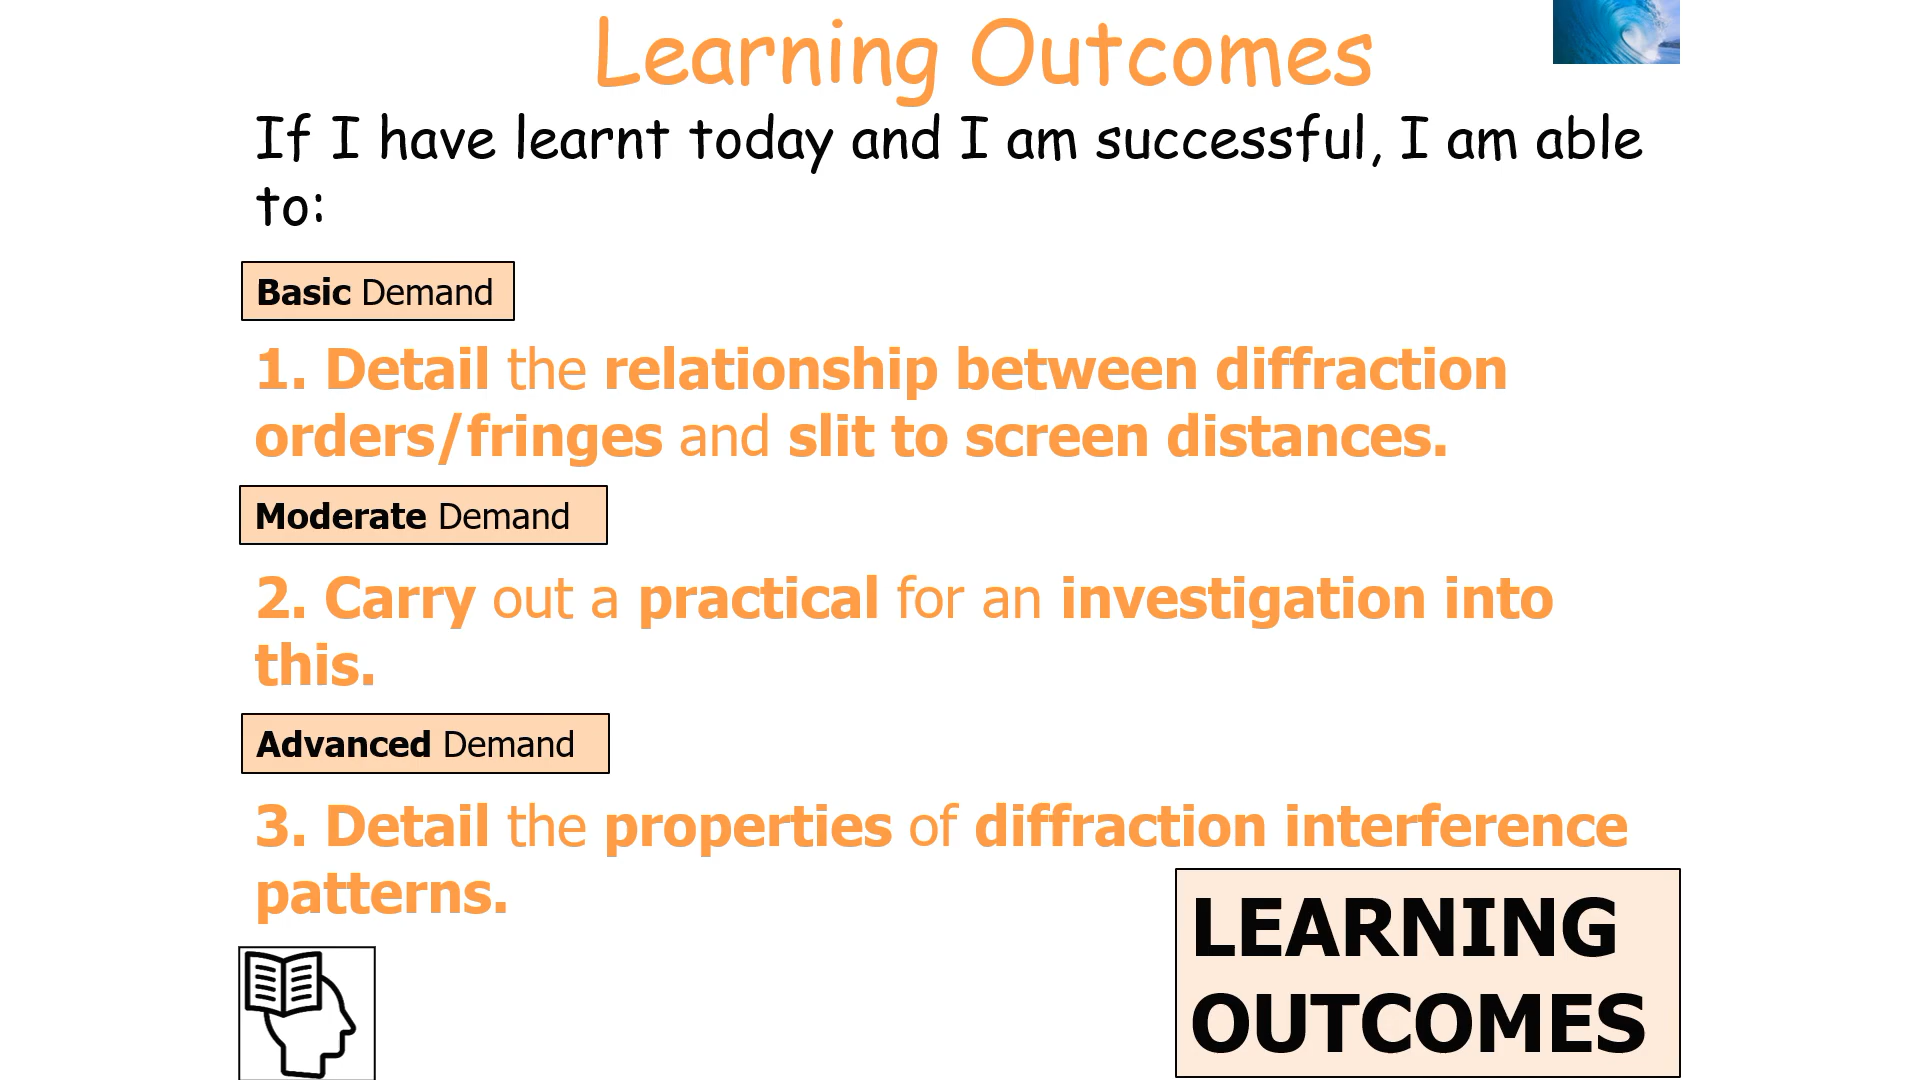 Learning Outcomes
If I have learnt today and I am successful, I am able
to:
Basic Demand
1. Detail the relationship between diffraction
orders/fringes and slit to screen distances.
Moderate Demand
2. Carry out a practical for an investigation into
this.
Advanced Demand
3. Detail the properties of diffraction interference
patterns.
LEARNING
OUTCOMES